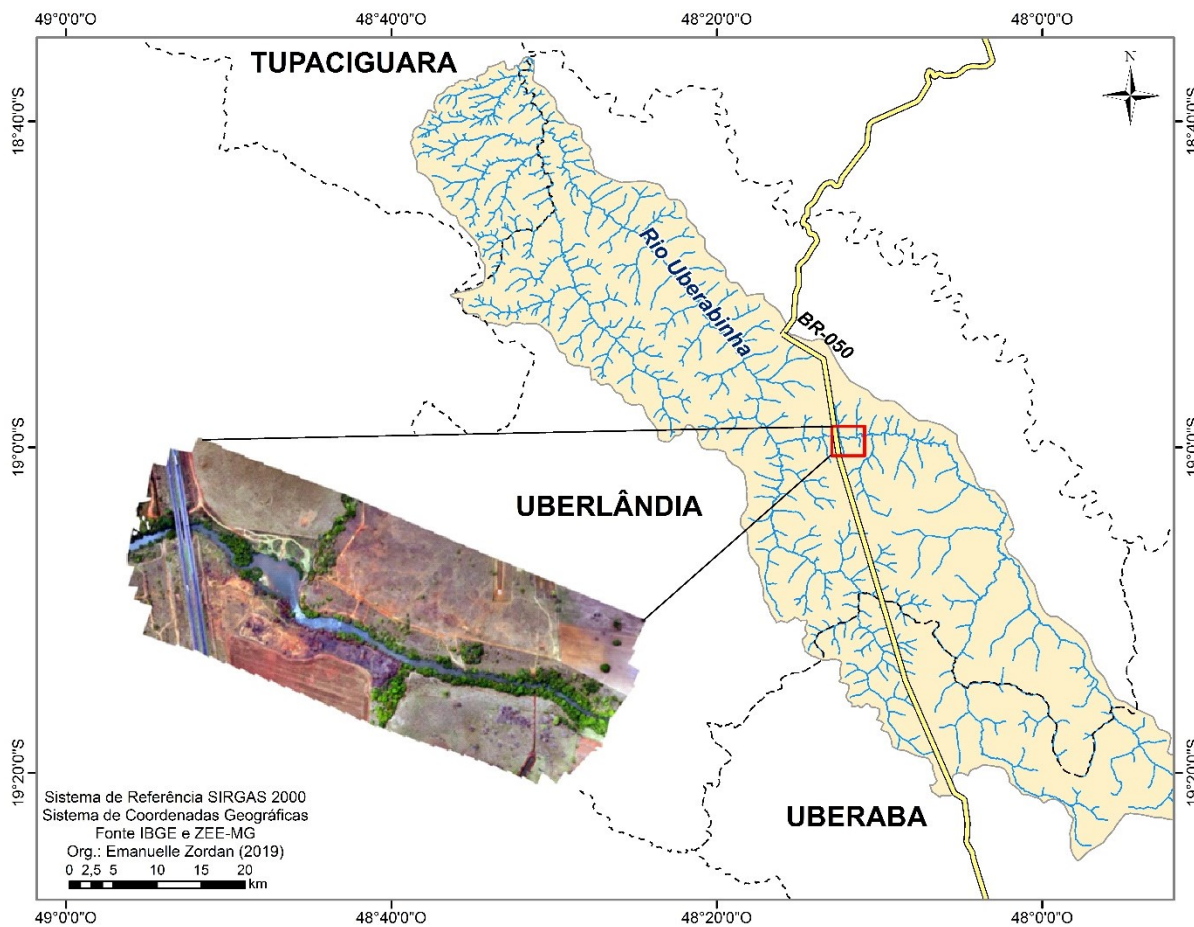 49°0'0"O 48°40'0"O 48°20'0"O 48°0'0"O
TUPACIGUARA
N
18°40'0"S
18°40'0"S
Rio Uberabinha
BR-050
19°0'0"S
19°0'0"S
UBERLÂNDIA
19°20'0"S
19°20'0"S
UBERABA
Sistema de Referência SIRGAS 2000
Sistema de Coordenadas Geográficas
Fonte IBGE e ZEE-MG
Org.: Emanuelle Zordan (2019)
0 2,5 5 10 15 20
km
49°0'0"O 48°40'0"O 48°20'0"O 48°0'0"O